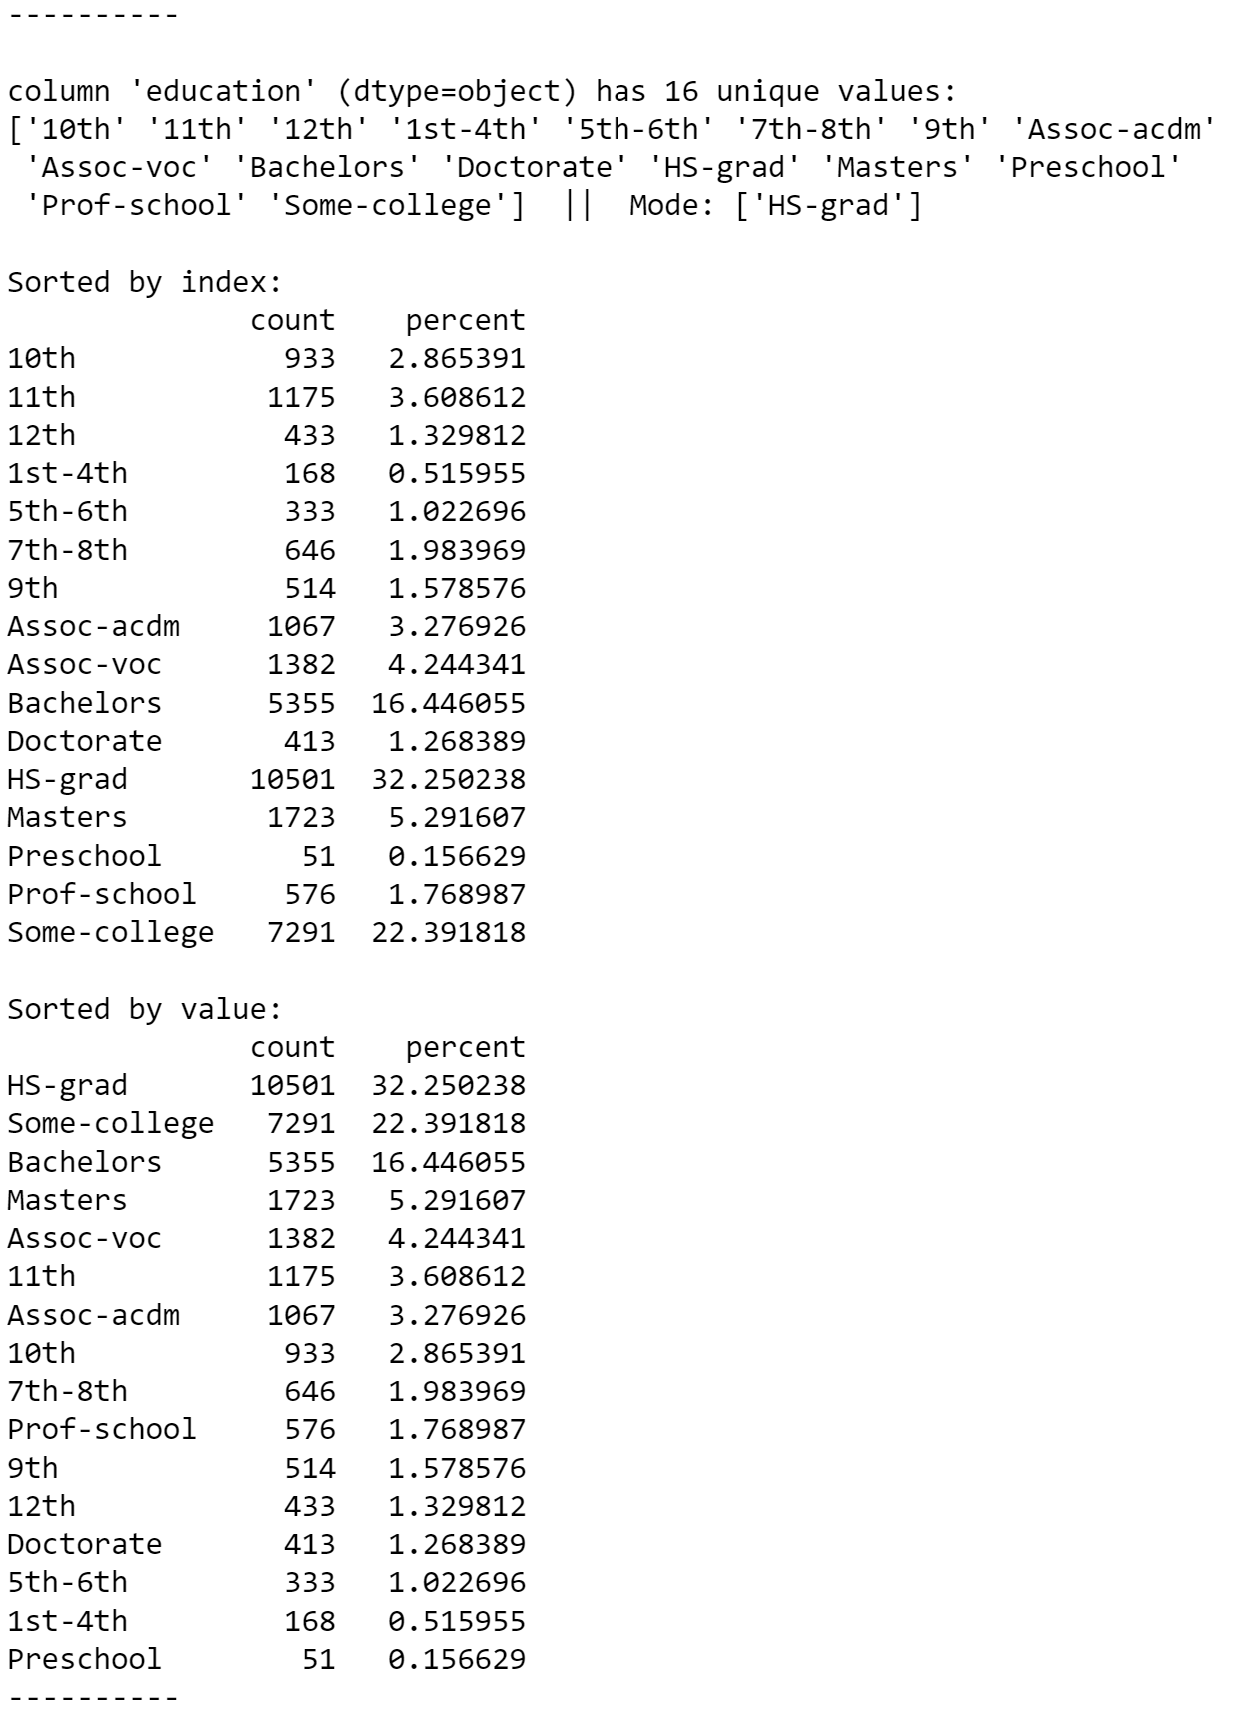 ----------
column 'education' (dtype=object) has 16 unique values:
['10th' '11th' '12th' '1st-4th' '5th-6th' '7th-8th' '9th' 'Assoc-acdm'
 'Assoc-voc' 'Bachelors' 'Doctorate' 'HS-grad' 'Masters' 'Preschool'
 'Prof-school' 'Some-college']  ||  Mode: ['HS-grad']
Sorted by index:
              count    percent
10th            933   2.865391
11th           1175   3.608612
12th            433   1.329812
1st-4th         168   0.515955
5th-6th         333   1.022696
7th-8th         646   1.983969
9th             514   1.578576
Assoc-acdm     1067   3.276926
Assoc-voc      1382   4.244341
Bachelors      5355  16.446055
Doctorate       413   1.268389
HS-grad       10501  32.250238
Masters        1723   5.291607
Preschool        51   0.156629
Prof-school     576   1.768987
Some-college   7291  22.391818
Sorted by value:
              count    percent
HS-grad       10501  32.250238
Some-college   7291  22.391818
Bachelors      5355  16.446055
Masters        1723   5.291607
Assoc-voc      1382   4.244341
11th           1175   3.608612
Assoc-acdm     1067   3.276926
10th            933   2.865391
7th-8th         646   1.983969
Prof-school     576   1.768987
9th             514   1.578576
12th            433   1.329812
Doctorate       413   1.268389
5th-6th         333   1.022696
1st-4th         168   0.515955
Preschool        51   0.156629
----------